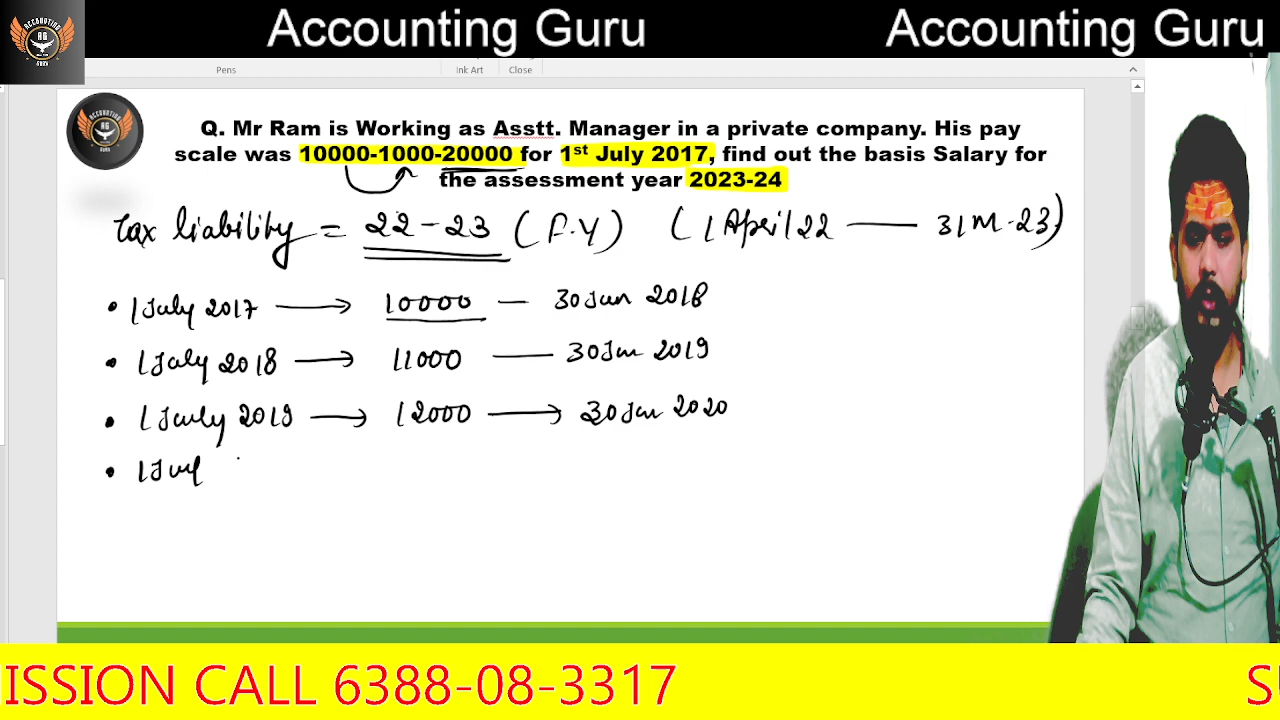 Accounting Guru
Accounting Guru
Pens
Ink Art
Close
Q. Mr Ram is Working as Asstt. Manager in a private company. His pay
scale was 10000-1000-20000 for 1st July 2017, find out the basis Salary for
the assessment year 2023-24
Tax liability = 22-23 (F.Y) (1 April 22 — 31 M.23)
• 1 July 2017 → 10000 — 30 Jun 2018
• 1 July 2018 → 11000 — 30 Jun 2019
• 1 July 2019 → 12000 → 30 Jun 2020
• 1 July
ISSION CALL 6388-08-3317